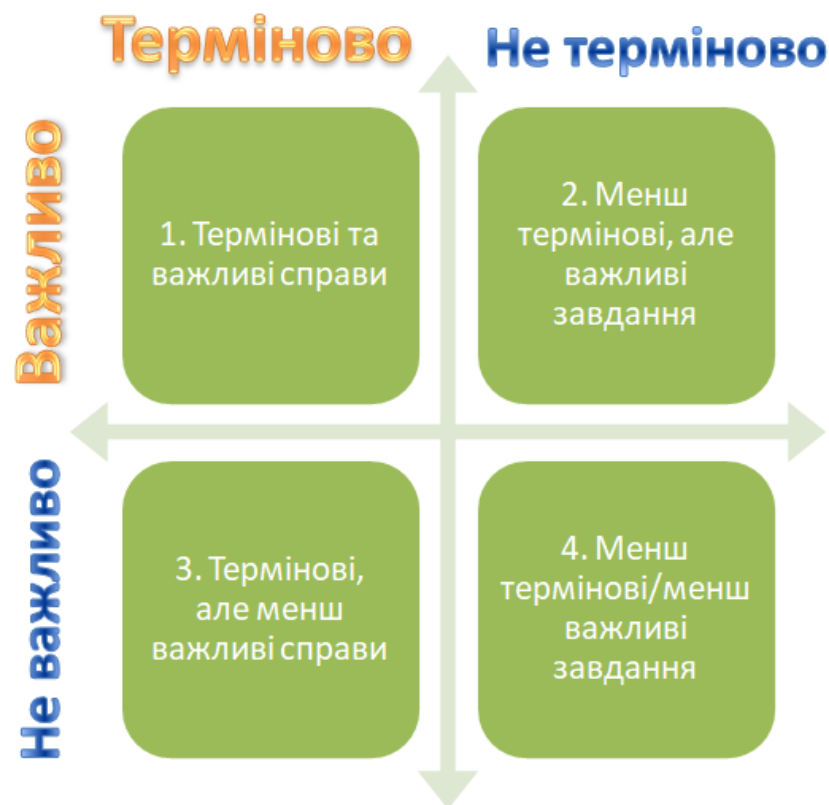 Терміново
Не терміново
Важливо
1. Термінові та
важливі справи
2. Менш
термінові, але
важливі
завдання
Не важливо
3. Термінові,
але менш
важливі справи
4. Менш
термінові/менш
важливі
завдання